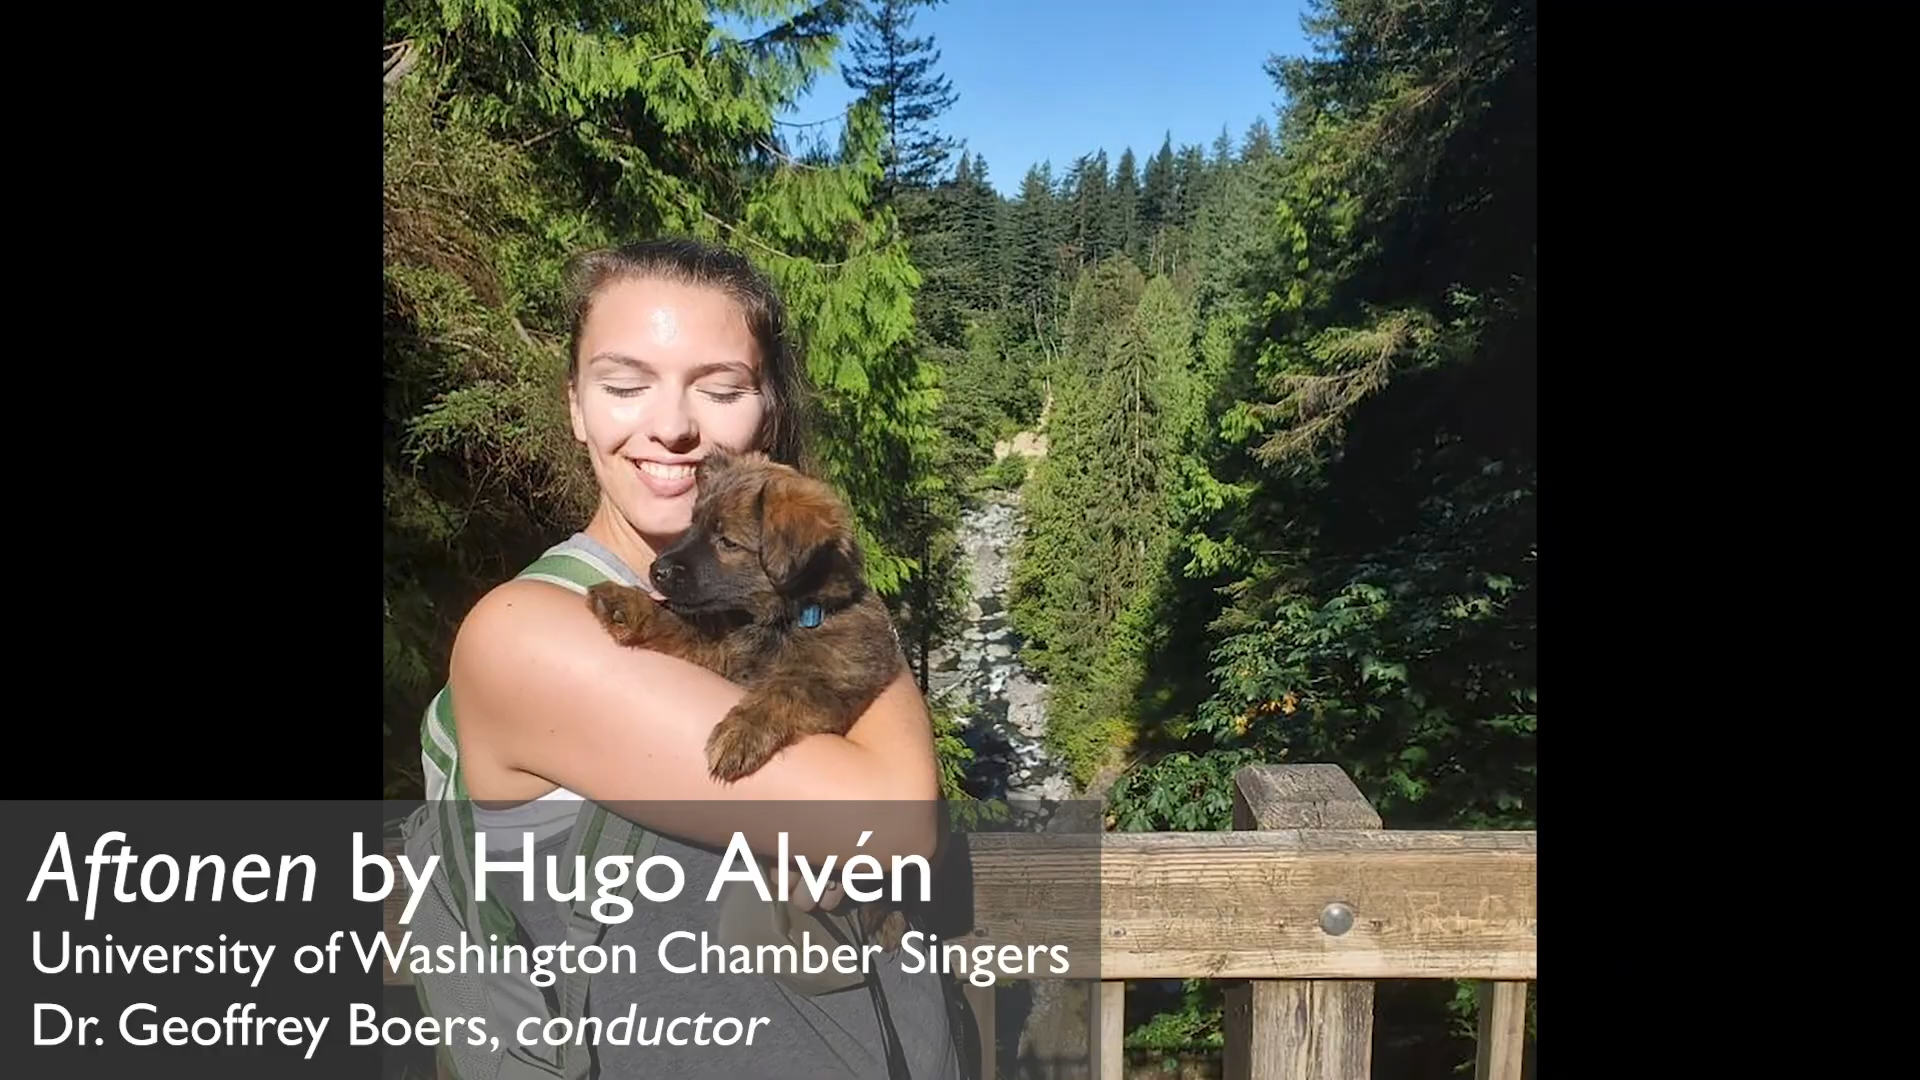 Aftonen by Hugo Alvén
University of Washington Chamber Singers
Dr. Geoffrey Boers, conductor